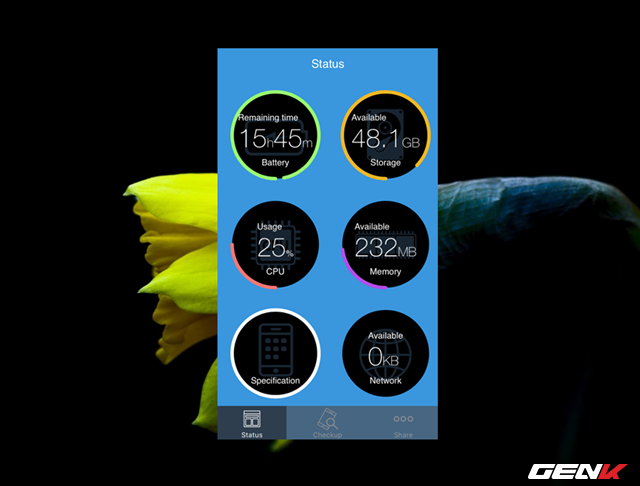 Status
Remaining time
15h45m
Battery
Available
48.1GB
Storage
Usage
25%
CPU
Available
232MB
Memory
Specification
Available
0KB
Network
Status
Checkup
Share
GENK